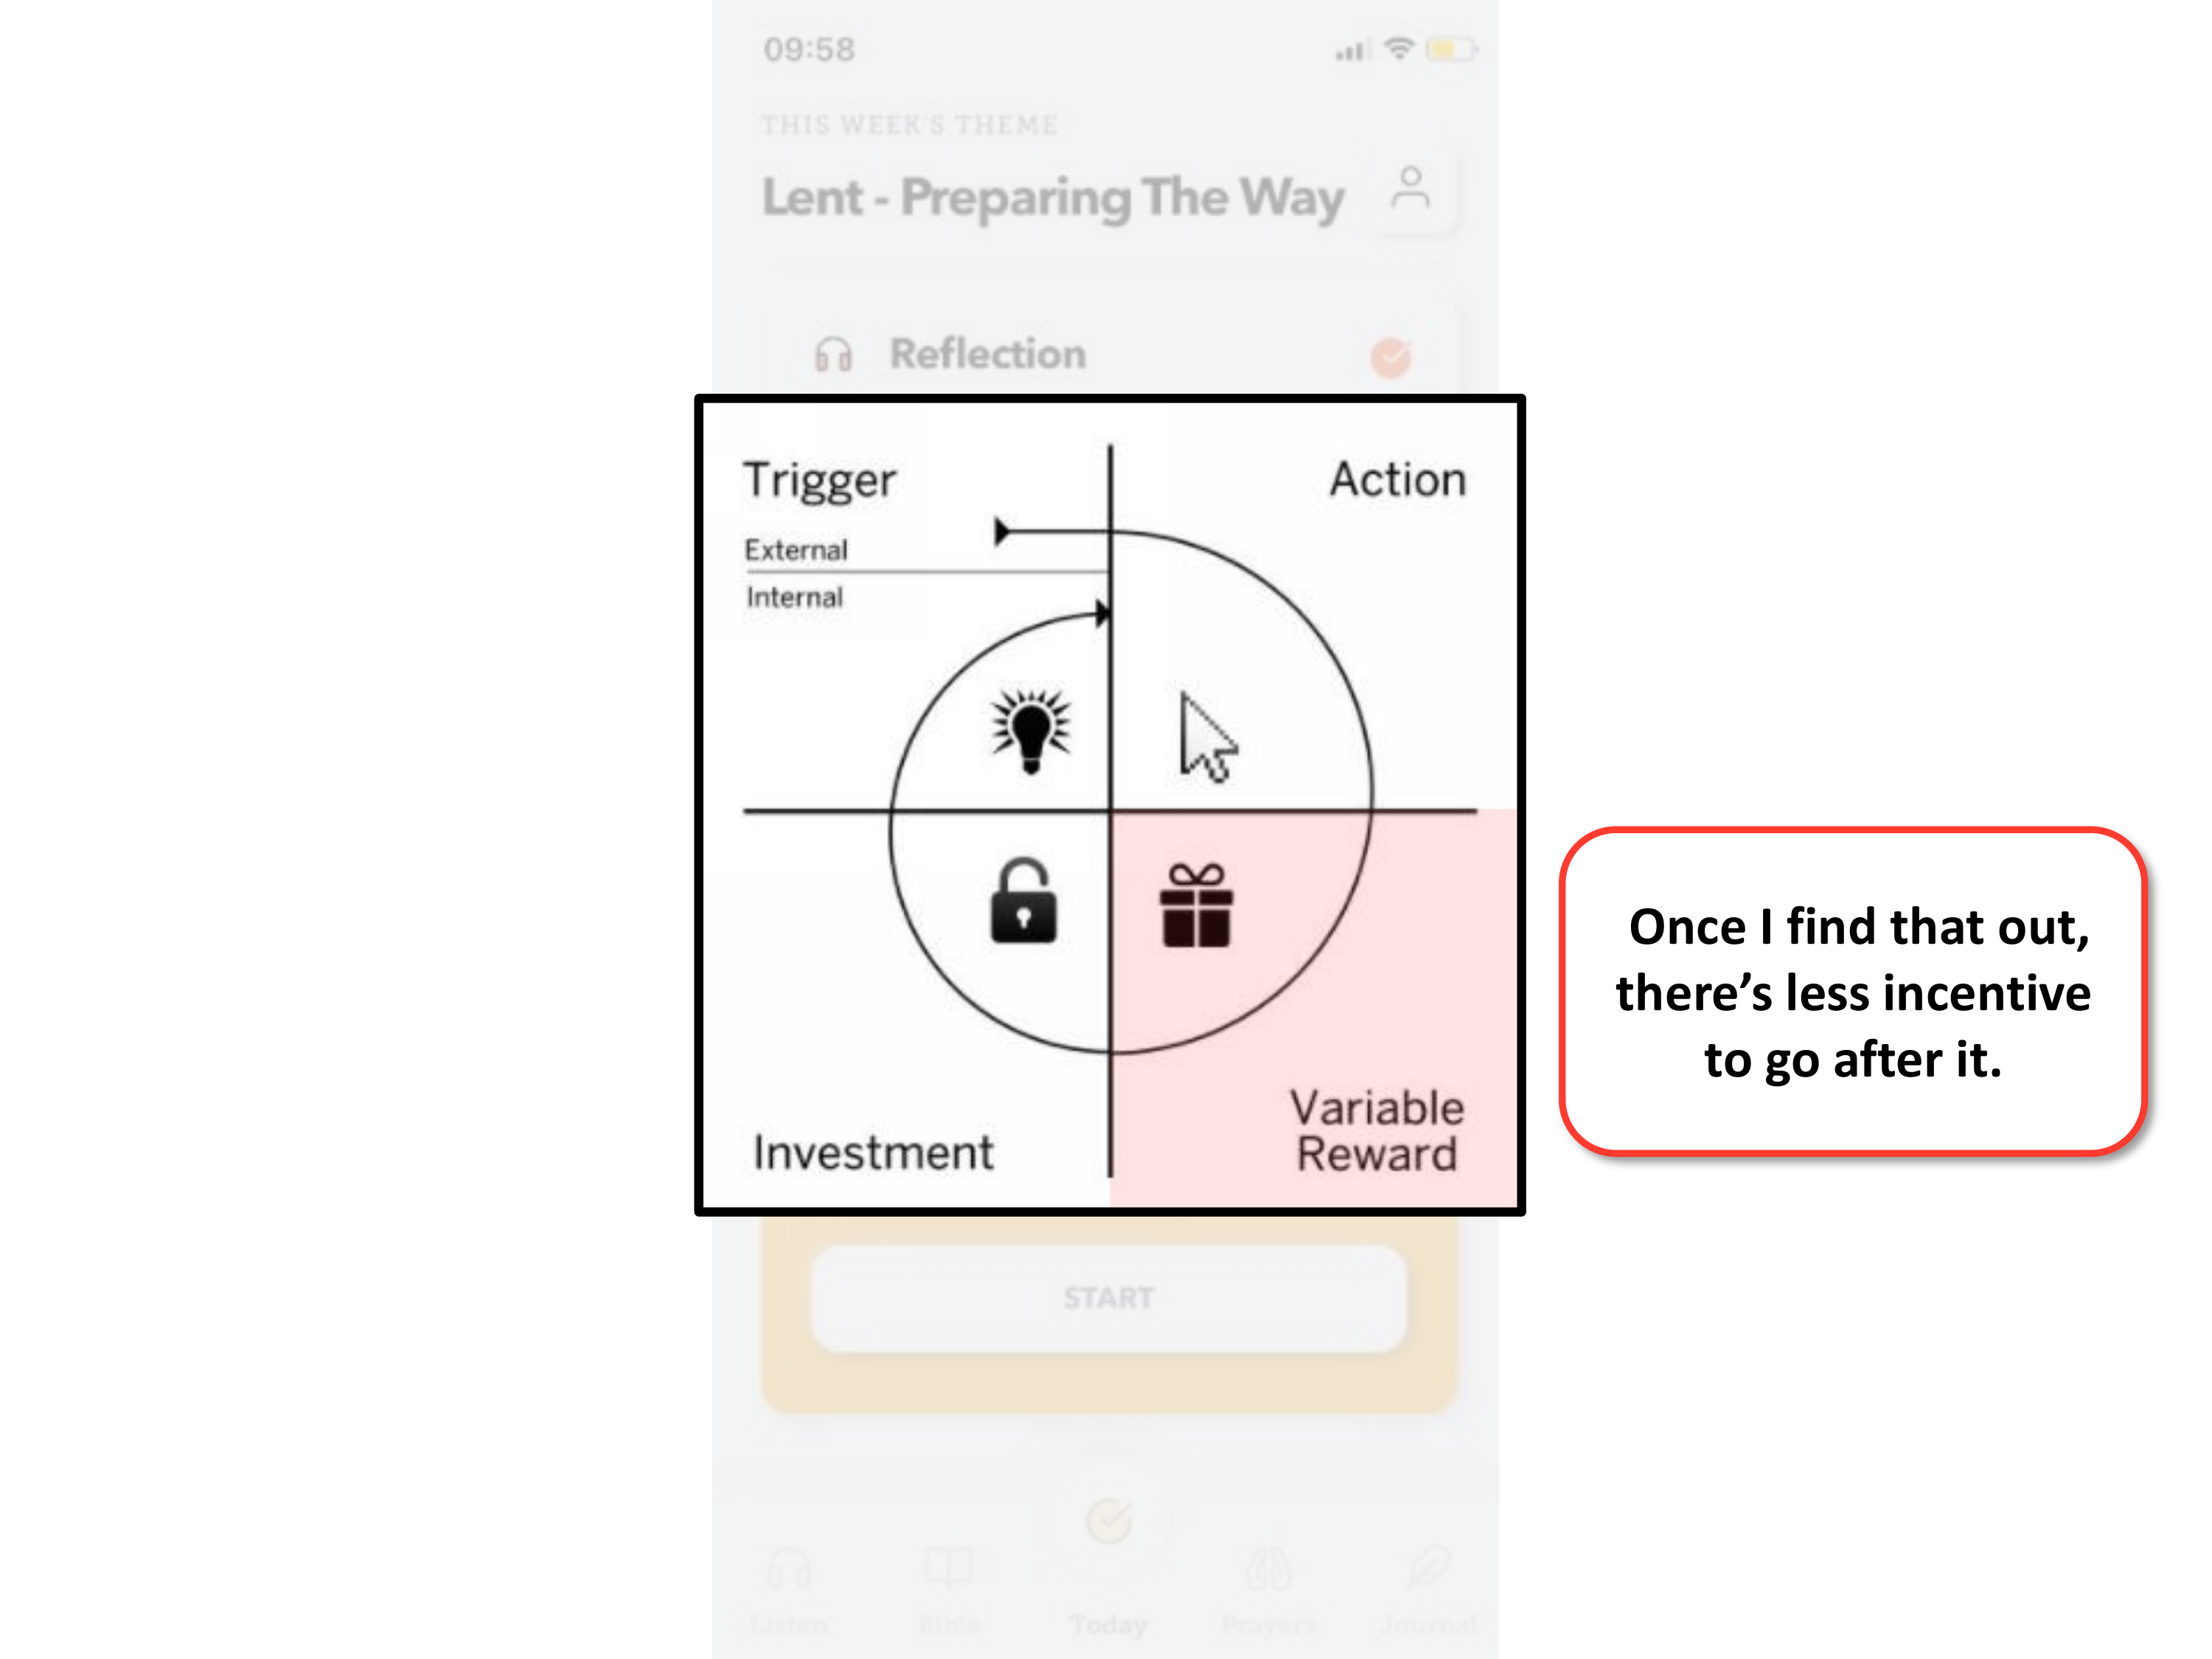 09:58
THIS WEEK'S THEME
Lent - Preparing The Way
Reflection
Trigger
Action
External
Internal
Investment
Variable
Reward
Once I find that out,
there’s less incentive
to go after it.
START
Listen
Bible
Today
Prayers
Journal